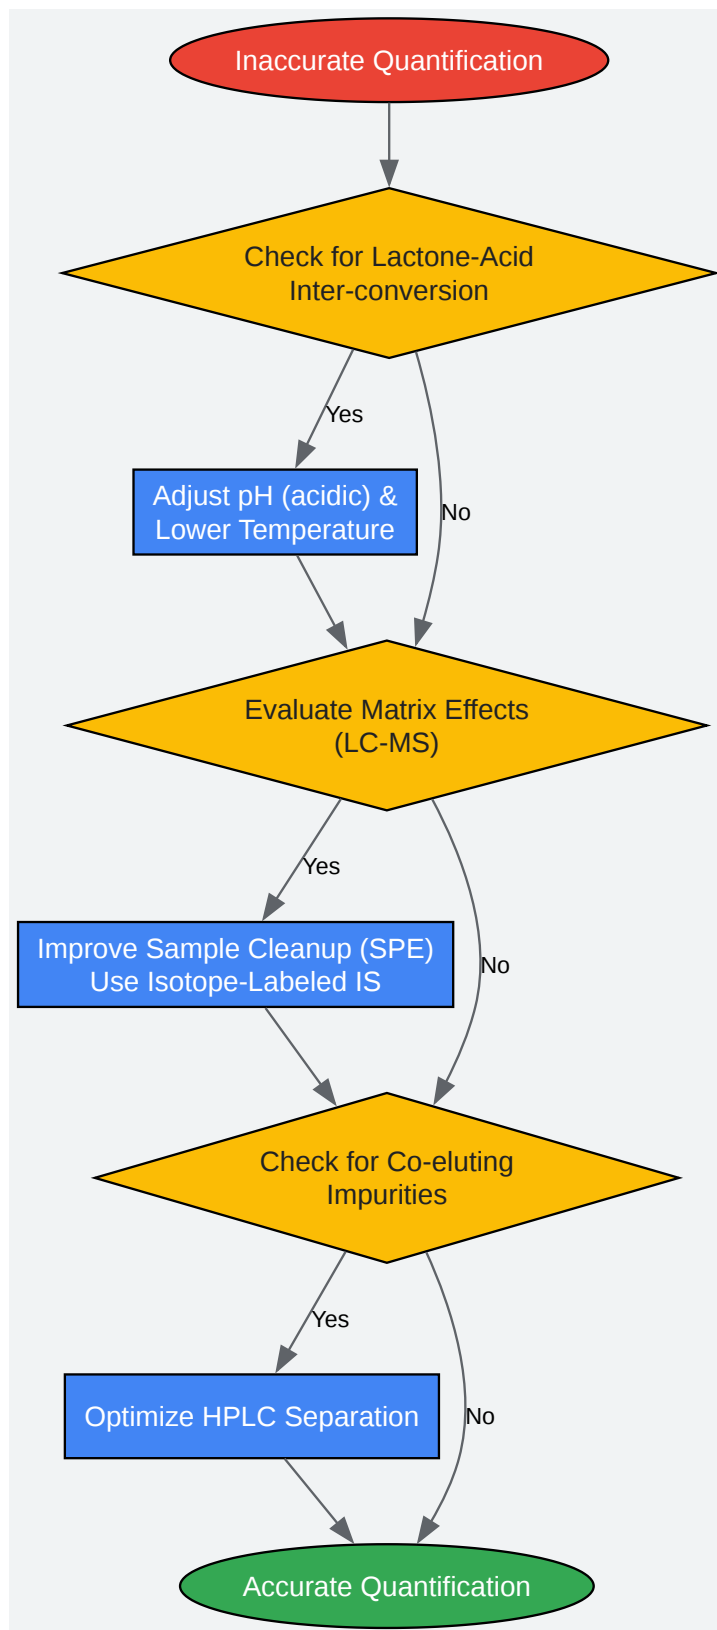 Inaccurate Quantification
Check for Lactone-Acid
Inter-conversion
Yes
Adjust pH (acidic) &
Lower Temperature
No
Evaluate Matrix Effects
(LC-MS)
Yes
Improve Sample Cleanup (SPE)
Use Isotope-Labeled IS
No
Check for Co-eluting
Impurities
Yes
Optimize HPLC Separation
No
Accurate Quantification